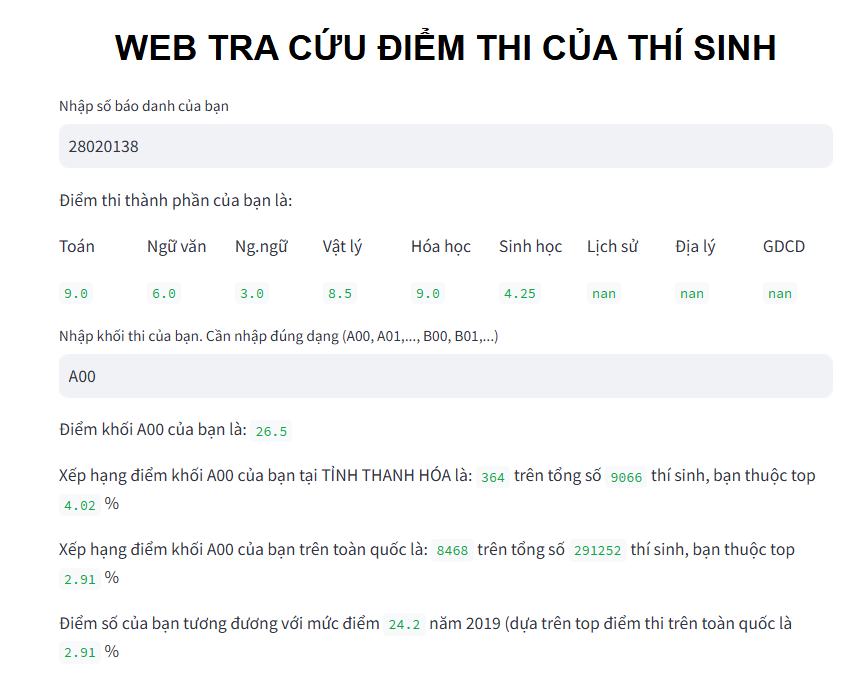 WEB TRA CỨU ĐIỂM THI CỦA THÍ SINH
Nhập số báo danh của bạn
28020138
Điểm thi thành phần của bạn là:
Toán Ngữ văn Ng.ngữ Vật lý Hóa học Sinh học Lịch sử Địa lý GDCD
9.0 6.0 3.0 8.5 9.0 4.25 nan nan nan
Nhập khối thi của bạn. Cần nhập đúng dạng (A00, A01,..., B00, B01,...)
A00
Điểm khối A00 của bạn là: 26.5
Xếp hạng điểm khối A00 của bạn tại TỈNH THANH HÓA là: 364 trên tổng số 9066 thí sinh, bạn thuộc top
4.02 %
Xếp hạng điểm khối A00 của bạn trên toàn quốc là: 8468 trên tổng số 291252 thí sinh, bạn thuộc top
2.91 %
Điểm số của bạn tương đương với mức điểm 24.2 năm 2019 (dựa trên top điểm thi trên toàn quốc là
2.91 %